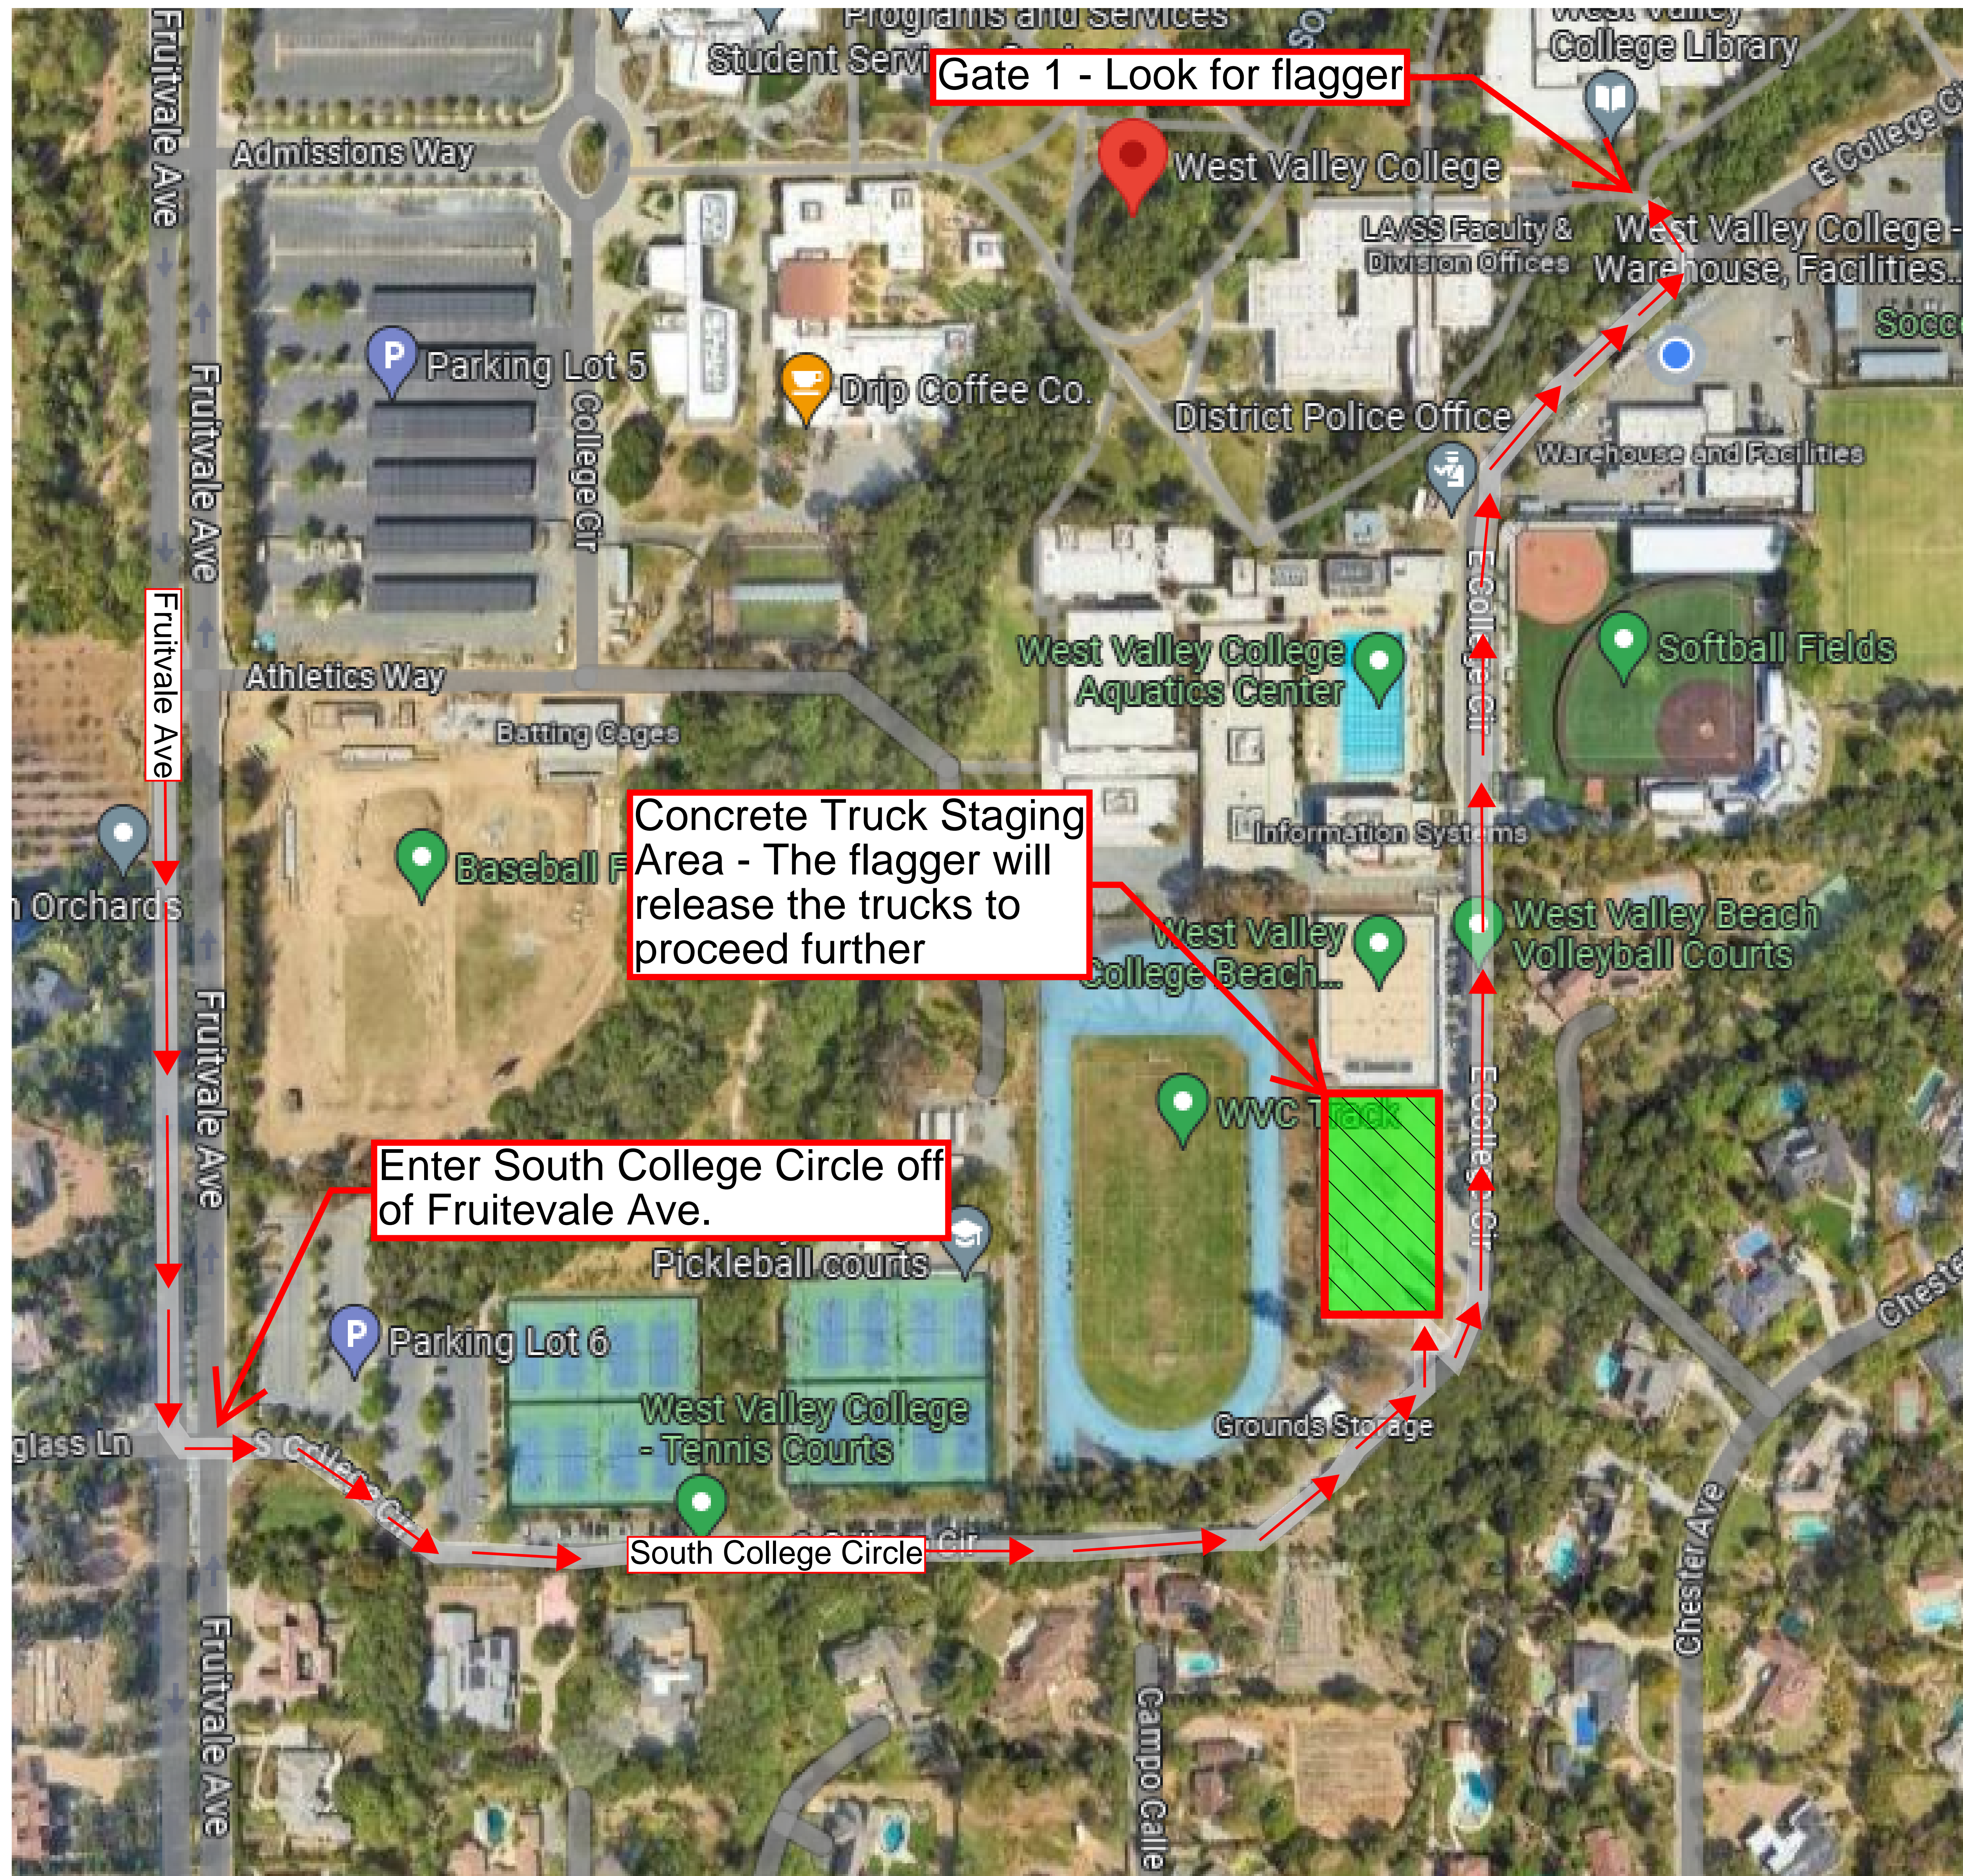 Programs and Services
Student Servi
West Valley
College Library
Gate 1 - Look for flagger
Fruitvale Ave
Admissions Way
West Valley College
E College Ci
LA/SS Faculty &
Division Offices
West Valley College -
Warehouse, Facilities...
Socce
P
Parking Lot 5
Drip Coffee Co.
College Cir
District Police Office
Warehouse and Facilities
Fruitvale Ave
Fruitvale Ave
E College Cir
West Valley College
Aquatics Center
Softball Fields
Athletics Way
Batting Cages
Concrete Truck Staging
Area - The flagger will
release the trucks to
proceed further
Information Systems
Baseball F
n Orchards
West Valley
College Beach...
West Valley Beach
Volleyball Courts
Fruitvale Ave
WVC Track
E College Cir
Enter South College Circle off
of Fruitevale Ave.
Pickleball courts
Cheste
P
Parking Lot 6
West Valley College
- Tennis Courts
Grounds Storage
glass Ln
S College Cir
South College Circle
Cir
Chester Ave
Fruitvale Ave
Campo Calle